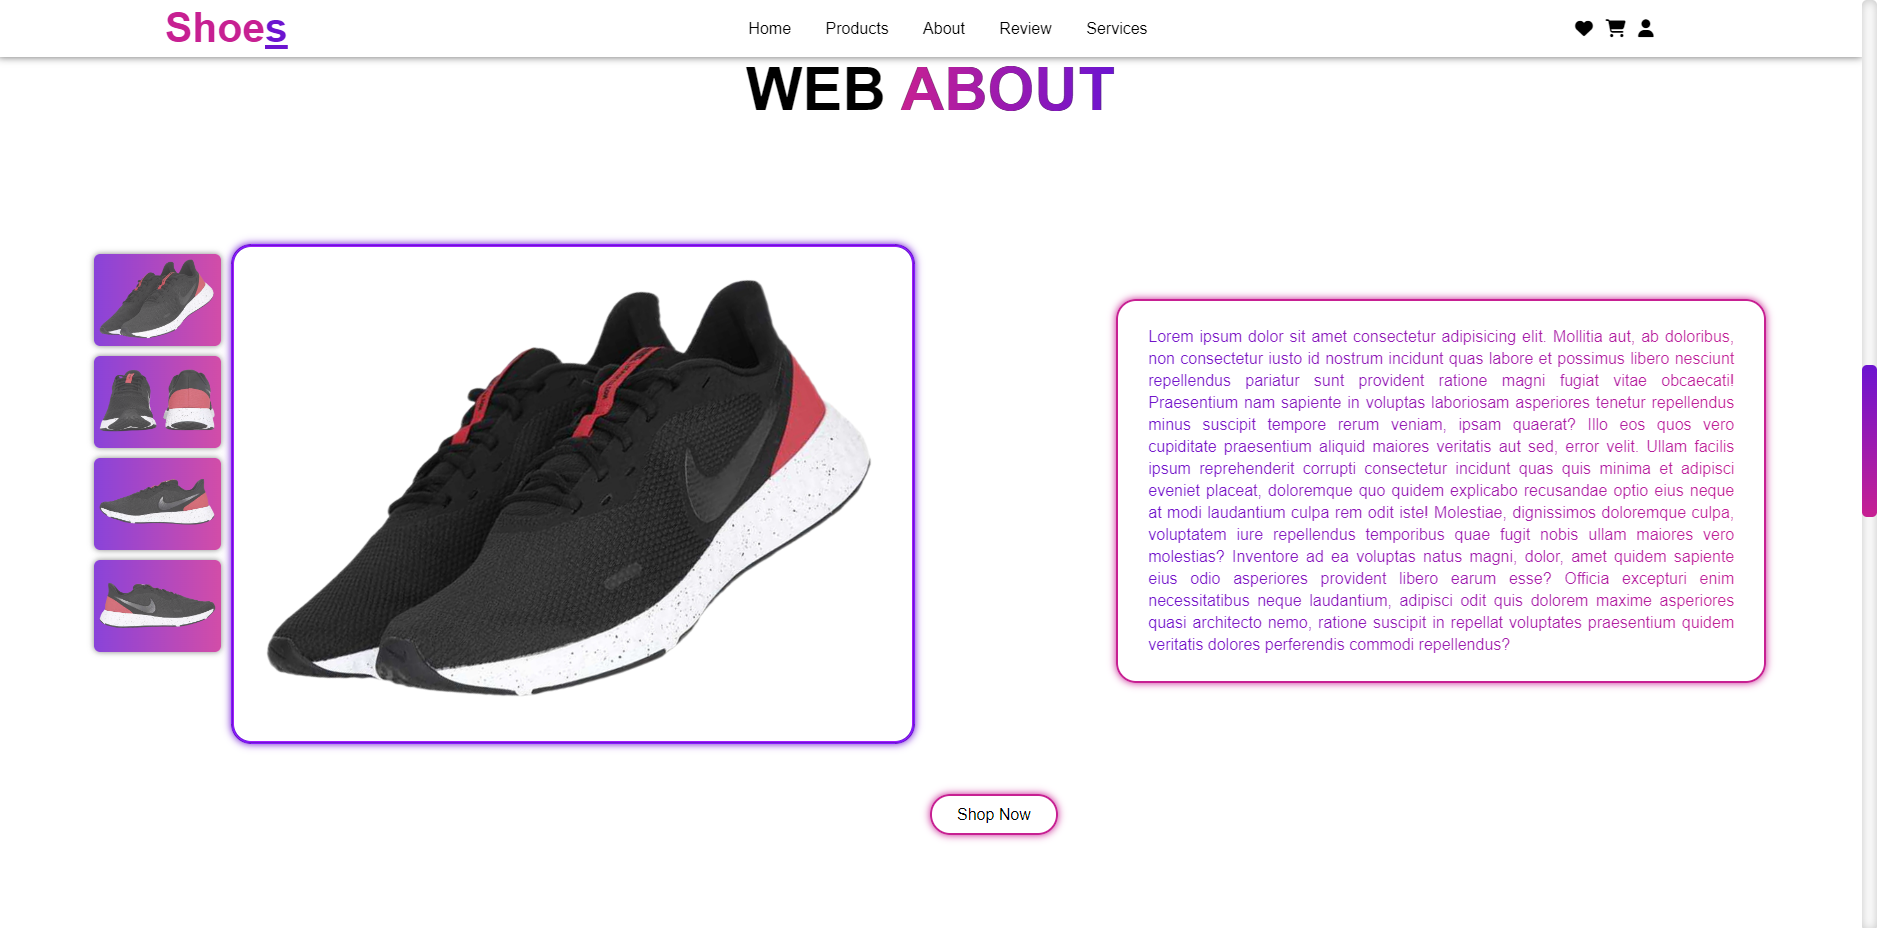 Shoes
Home Products About Review Services
WEB ABOUT
Lorem ipsum dolor sit amet consectetur adipisicing elit. Mollitia aut, ab doloribus,
non consectetur iusto id nostrum incidunt quas labore et possimus libero nesciunt
repellendus pariatur sunt provident ratione magni fugiat vitae obcaecati!
Praesentium nam sapiente in voluptas laboriosam asperiores tenetur repellendus
minus suscipit tempore rerum veniam, ipsam quaerat? Illo eos quos vero
cupiditate praesentium aliquid maiores veritatis aut sed, error velit. Ullam facilis
ipsum reprehenderit corrupti consectetur incidunt quas quis minima et adipisci
eveniet placeat, doloremque quo quidem explicabo recusandae optio eius neque
at modi laudantium culpa rem odit iste! Molestiae, dignissimos doloremque culpa,
voluptatem iure repellendus temporibus quae fugit nobis ullam maiores vero
molestias? Inventore ad ea voluptas natus magni, dolor, amet quidem sapiente
eius odio asperiores provident libero earum esse? Officia excepturi enim
necessitatibus neque laudantium, adipisci odit quis dolorem maxime asperiores
quasi architecto nemo, ratione suscipit in repellat voluptates praesentium quidem
veritatis dolores perferendis commodi repellendus?
Shop Now